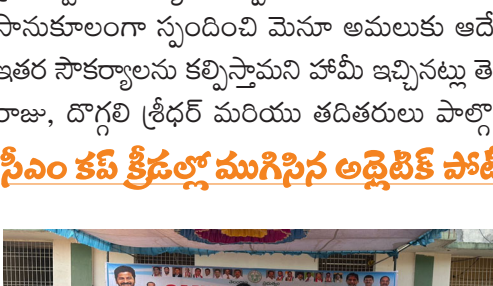 సానుకూలంగా స్పందించి మెనూ అమలుకు ఆదే
ఇతర సౌకర్యాలను కల్పిస్తామని హామీ ఇచ్చినట్లు తె
రాజు, దొగ్గలి శ్రీధర్ మరియు తదితరులు పాల్గొ
సీఎం కప్ క్రీడల్లో ముగిసిన అథ్లెటిక్ పోట